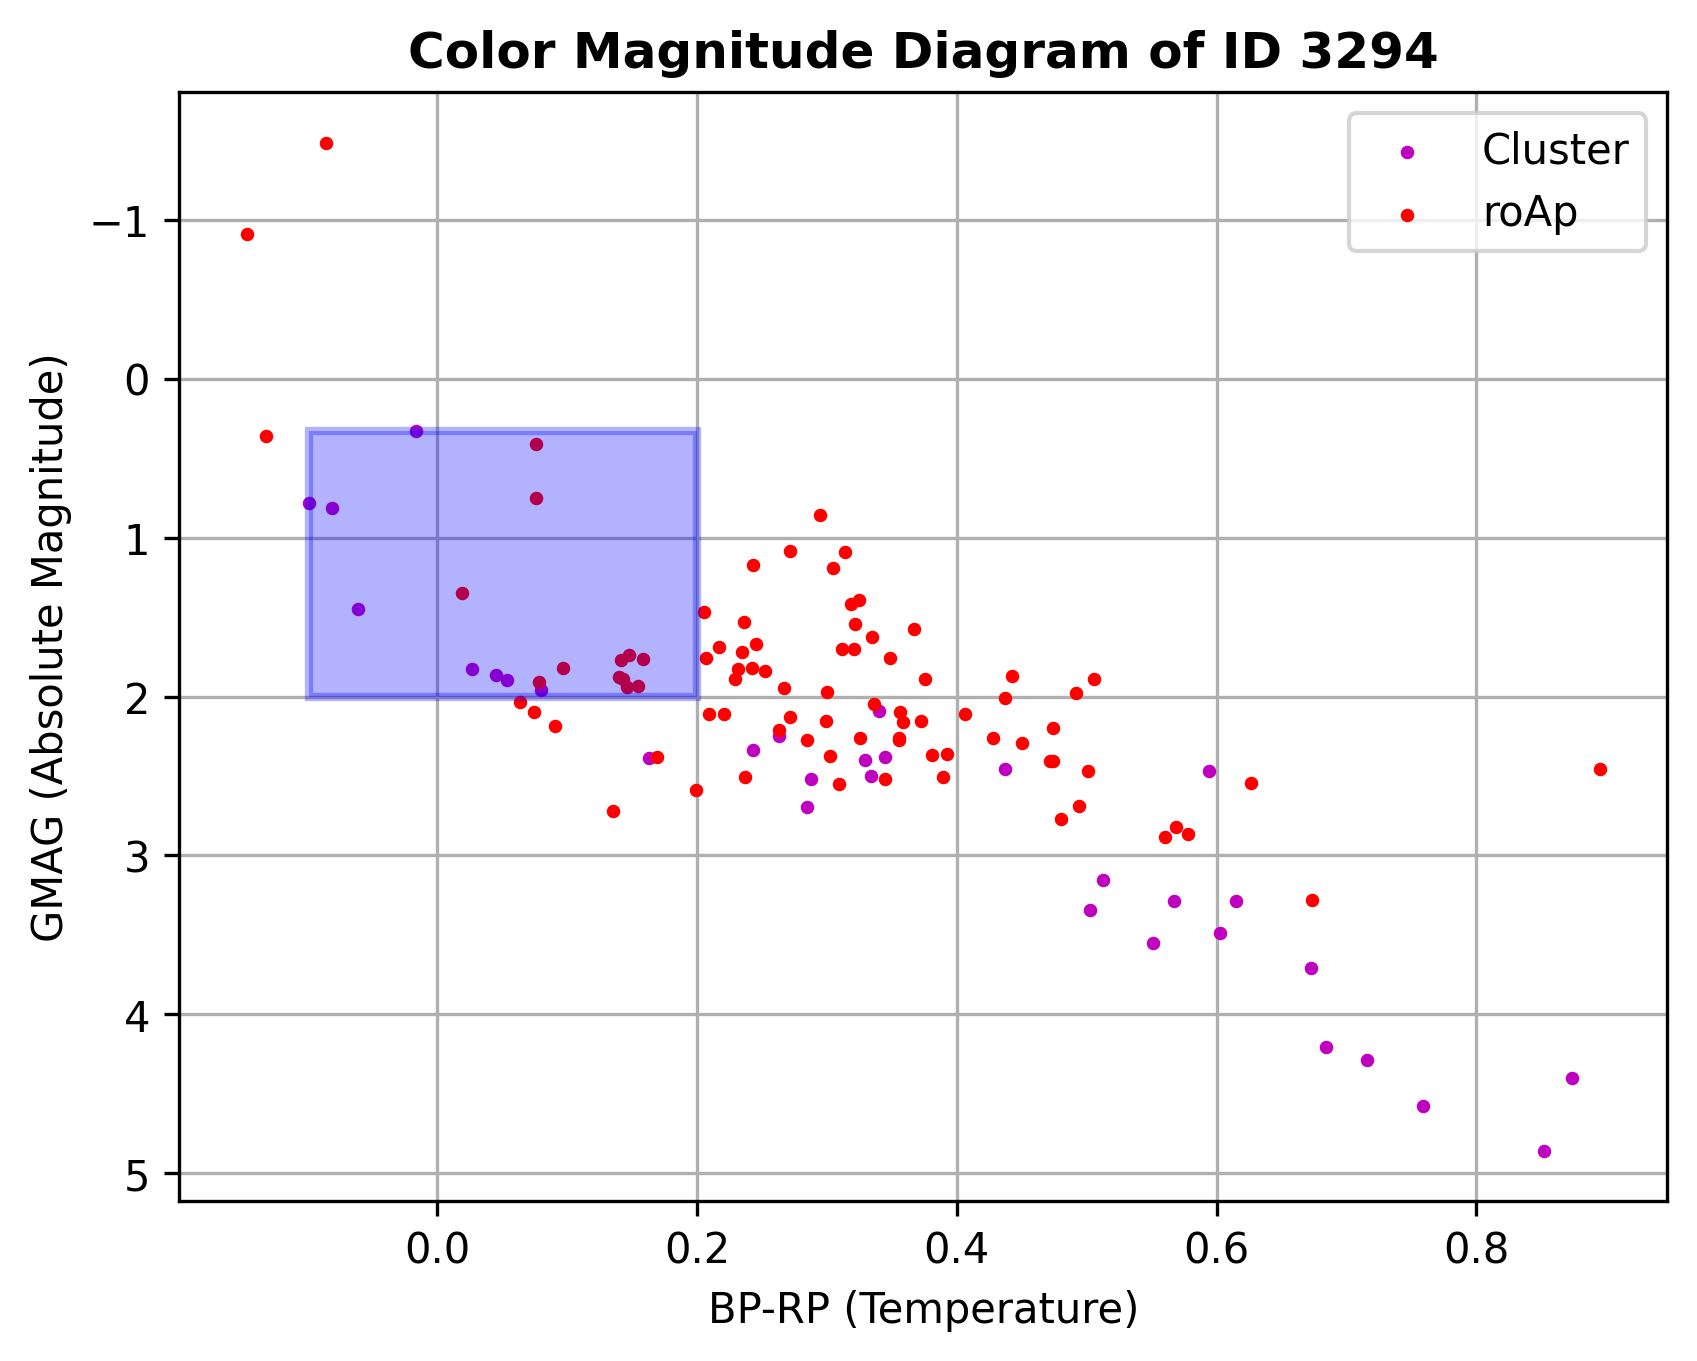 Color Magnitude Diagram of ID 3294
Cluster
roAp
GMAG (Absolute Magnitude)
−1
0
1
2
3
4
5
0.0
0.2
0.4
0.6
0.8
BP-RP (Temperature)